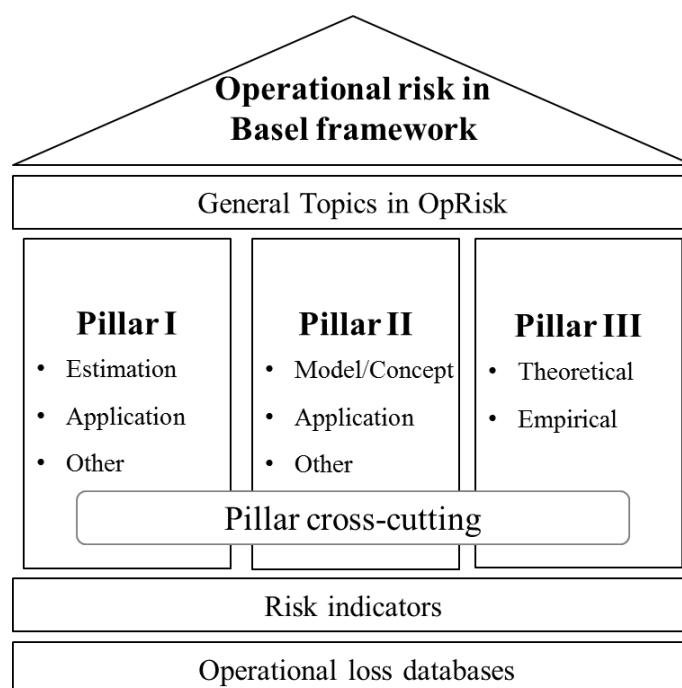 Operational risk in
Basel framework
General Topics in OpRisk
Pillar I
• Estimation
• Application
• Other
Pillar II
• Model/Concept
• Application
• Other
Pillar III
• Theoretical
• Empirical
Pillar cross-cutting
Risk indicators
Operational loss databases